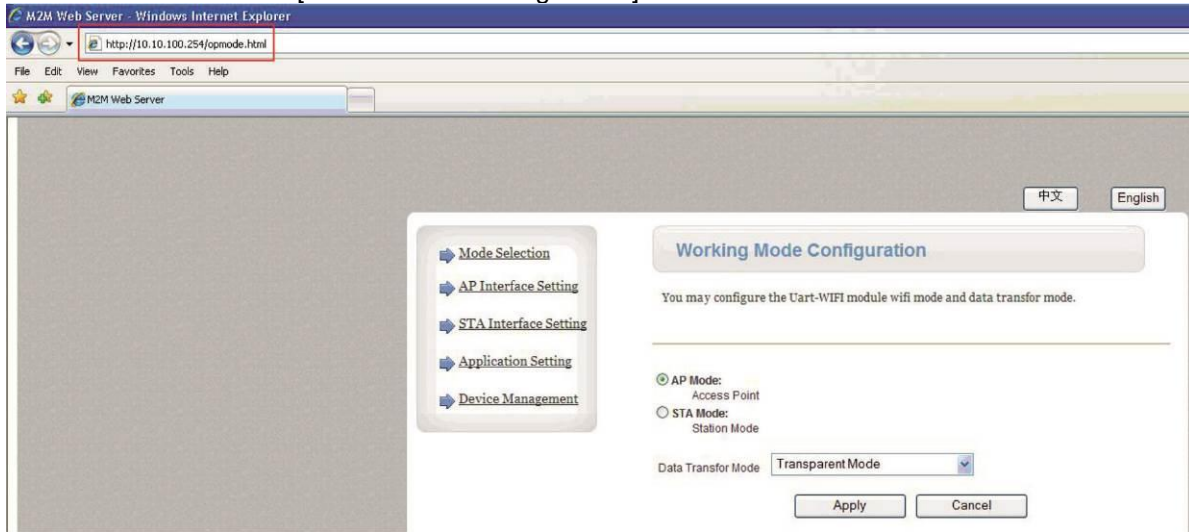 M2M Web Server - Windows Internet Explorer
http://10.10.100.254/opmode.html
File Edit View Favorites Tools Help
M2M Web Server
中文 English
Mode Selection
AP Interface Setting
STA Interface Setting
Application Setting
Device Management
Working Mode Configuration
You may configure the Uart-WIFI module wifi mode and data transfor mode.
AP Mode:
Access Point
STA Mode:
Station Mode
Data Transfor Mode Transparent Mode
Apply Cancel